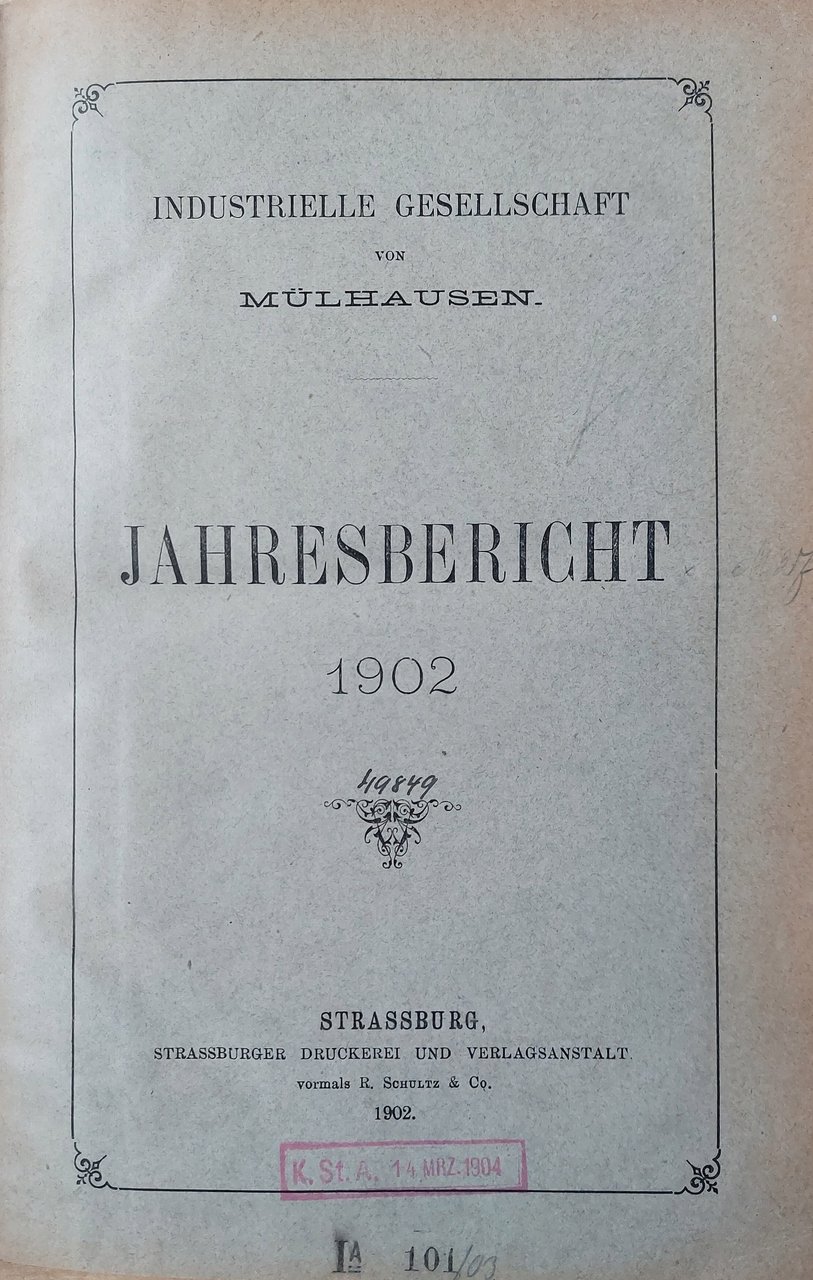 INDUSTRIELLE GESELLSCHAFT
VON
MÜLHAUSEN.
JAHRESBERICHT
1902
49849
STRASSBURG,
STRASSBURGER DRUCKEREI UND VERLAGSANSTALT,
vormals R. SCHULTZ & Co.
1902.
K. St. A. 14 MRZ. 1904
IA 101/03